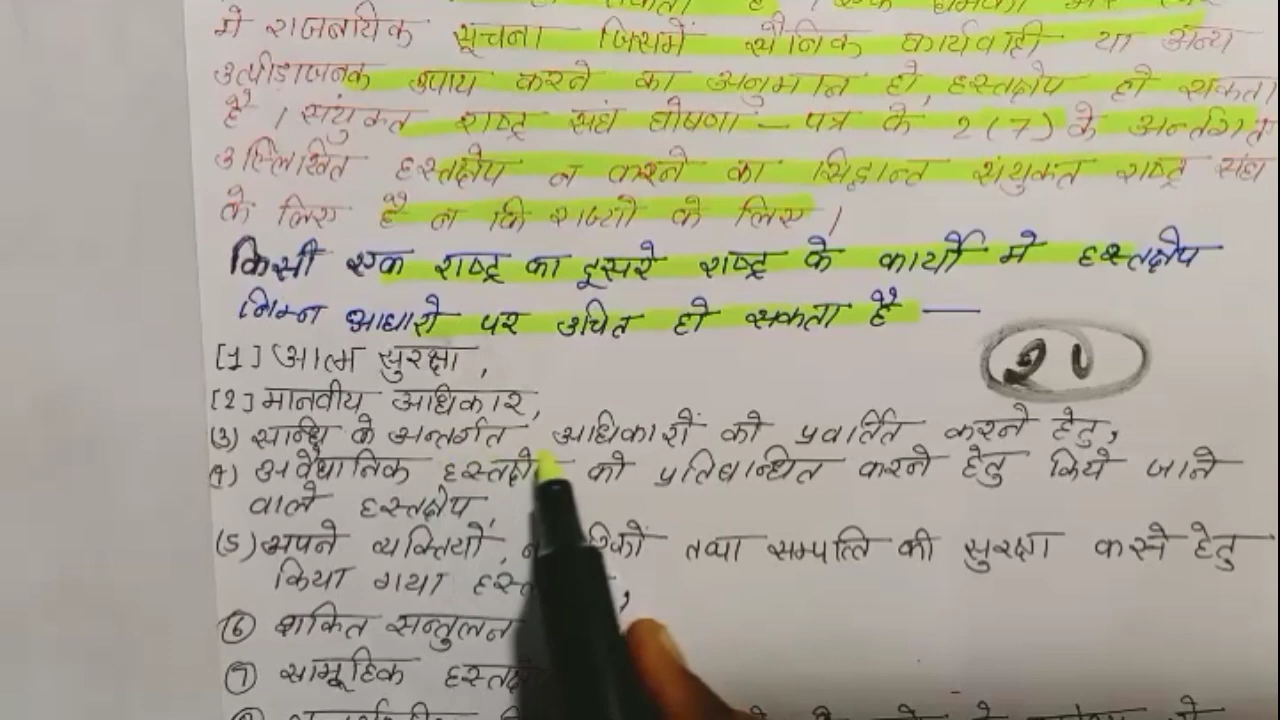 में राजनयिक सूचना जिसमें सैनिक कार्यवाही या अन्य
उत्पीड़ाजनक उपाय करने का अनुमान हो, हस्तक्षेप हो सकता
है। संयुक्त राष्ट्र संघ घोषणा-पत्र के 2(7) के अन्तर्गत
उल्लिखित हस्तक्षेप न करने का सिद्धान्त संयुक्त राष्ट्र संघ
के लिए है न कि राज्यों के लिए।
किसी एक राष्ट्र का दूसरे राष्ट्र के कार्यों मे हस्तक्षेप
निम्न आधारो पर उचित हो सकता है —
[1] आत्म सुरक्षा,
21
[2] मानवीय अधिकार,
(3) सन्धि के अन्तर्गत अधिकारों को प्रवर्तित करने हेतु,
(4) अवैधानिक को प्रतिबन्धित करने हेतु किये जाने
वाले हस्तक्षेप,
(5) अपने व्यक्तियों, तथा सम्पत्ति की सुरक्षा करने हेतु
किया गया
(6) शक्ति सन्तुलन
(7) सामूहिक